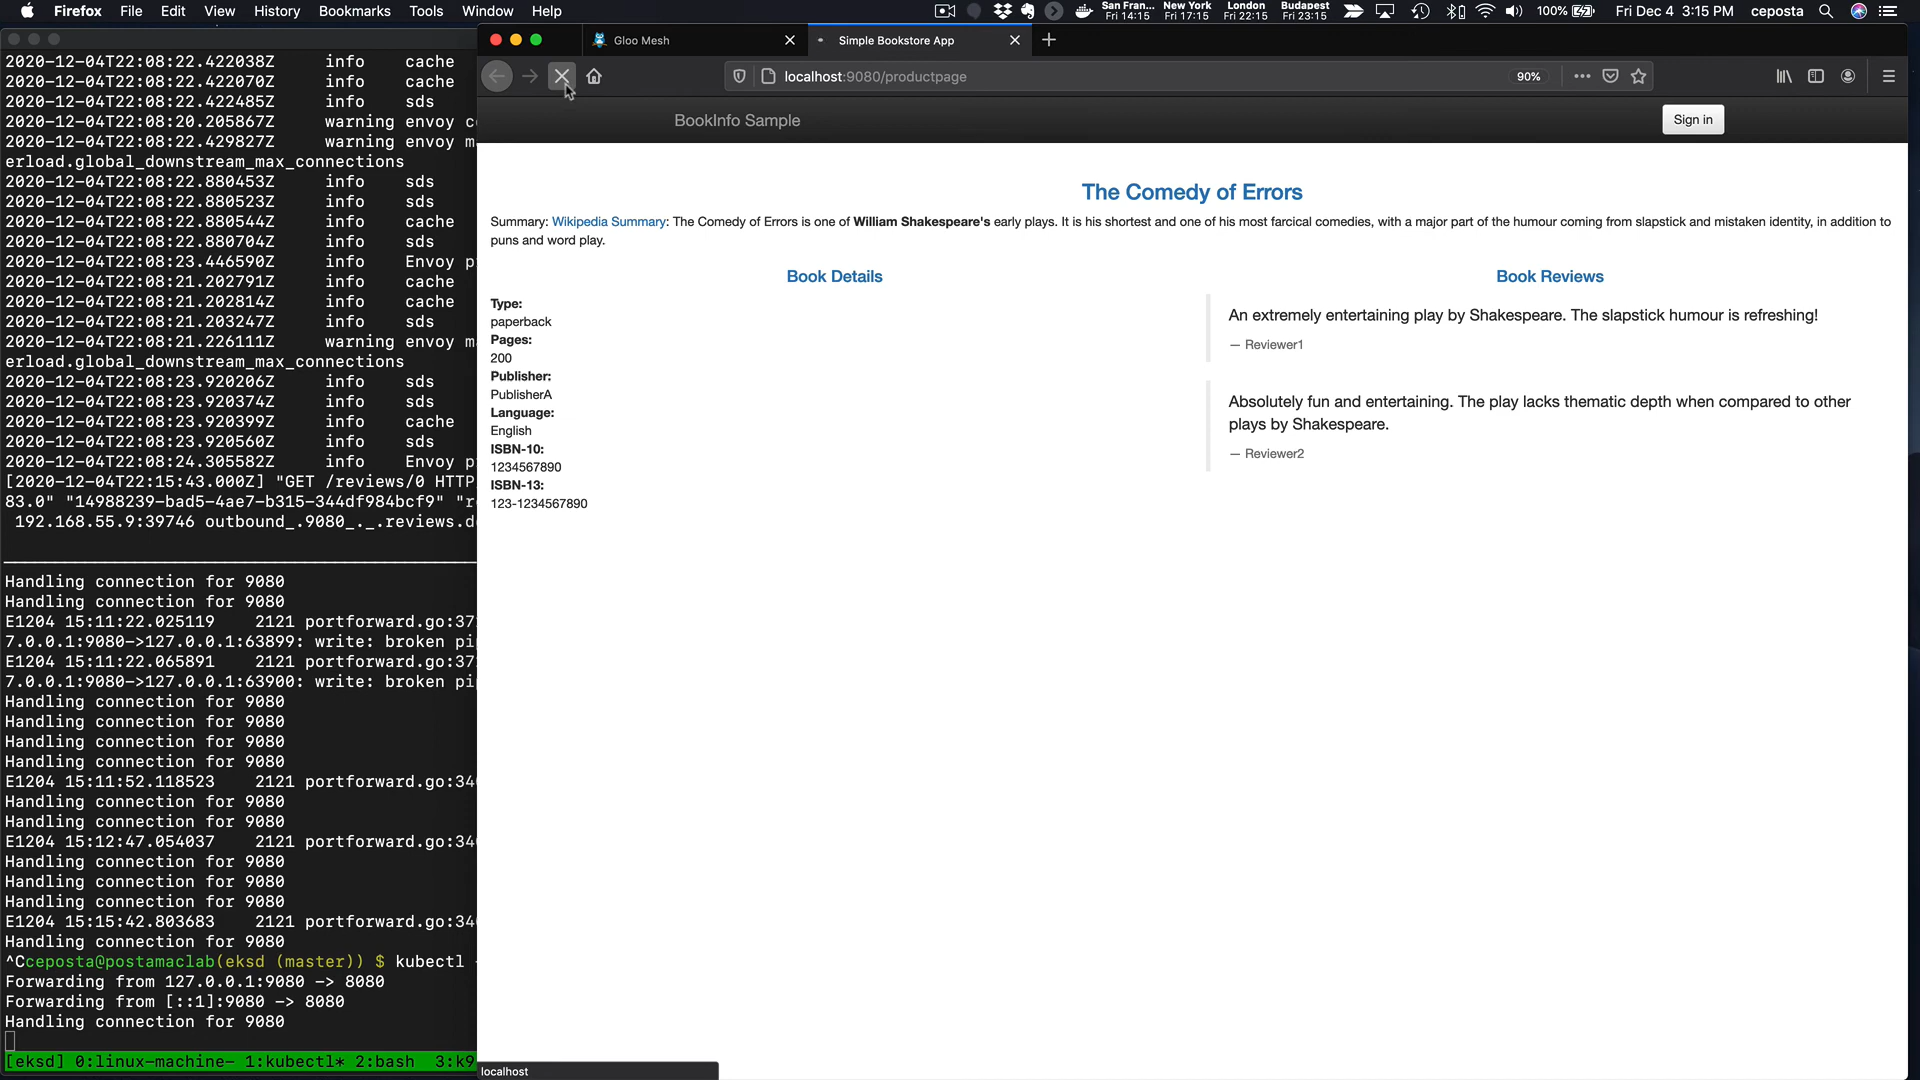 Firefox File Edit View History Bookmarks Tools Window Help
San Fran... New York London Budapest
Fri 14:15 Fri 17:15 Fri 22:15 Fri 23:15
100% Fri Dec 4 3:15 PM ceposta
Gloo Mesh
Simple Bookstore App
localhost:9080/productpage
90%
BookInfo Sample
Sign in
The Comedy of Errors
Summary: Wikipedia Summary: The Comedy of Errors is one of William Shakespeare's early plays. It is his shortest and one of his most farcical comedies, with a major part of the humour coming from slapstick and mistaken identity, in addition to
puns and word play.
Book Details
Type:
paperback
Pages:
200
Publisher:
PublisherA
Language:
English
ISBN-10:
1234567890
ISBN-13:
123-1234567890
Book Reviews
An extremely entertaining play by Shakespeare. The slapstick humour is refreshing!
— Reviewer1
Absolutely fun and entertaining. The play lacks thematic depth when compared to other
plays by Shakespeare.
— Reviewer2
localhost
2020-12-04T22:08:22.422038Z info cache
2020-12-04T22:08:22.422070Z info cache
2020-12-04T22:08:22.422485Z info sds
2020-12-04T22:08:20.205867Z warning envoy c
2020-12-04T22:08:22.429827Z warning envoy m
erload.global_downstream_max_connections
2020-12-04T22:08:22.880453Z info sds
2020-12-04T22:08:22.880523Z info sds
2020-12-04T22:08:22.880544Z info cache
2020-12-04T22:08:22.880704Z info sds
2020-12-04T22:08:23.446590Z info Envoy p
2020-12-04T22:08:21.202791Z info cache
2020-12-04T22:08:21.202814Z info cache
2020-12-04T22:08:21.203247Z info sds
2020-12-04T22:08:21.226111Z warning envoy m
erload.global_downstream_max_connections
2020-12-04T22:08:23.920206Z info sds
2020-12-04T22:08:23.920374Z info sds
2020-12-04T22:08:23.920399Z info cache
2020-12-04T22:08:23.920560Z info sds
2020-12-04T22:08:24.305582Z info Envoy p
[2020-12-04T22:15:43.000Z] "GET /reviews/0 HTTP
83.0" "14988239-bad5-4ae7-b315-344df984bcf9" "r
192.168.55.9:39746 outbound_.9080_._.reviews.d
Handling connection for 9080
Handling connection for 9080
E1204 15:11:22.025119 2121 portforward.go:37
7.0.0.1:9080->127.0.0.1:63899: write: broken pi
E1204 15:11:22.065891 2121 portforward.go:37
7.0.0.1:9080->127.0.0.1:63900: write: broken pi
Handling connection for 9080
Handling connection for 9080
Handling connection for 9080
Handling connection for 9080
E1204 15:11:52.118523 2121 portforward.go:34
Handling connection for 9080
Handling connection for 9080
E1204 15:12:47.054037 2121 portforward.go:34
Handling connection for 9080
Handling connection for 9080
Handling connection for 9080
E1204 15:15:42.803683 2121 portforward.go:34
Handling connection for 9080
^Cceposta@postamaclab(eksd (master)) $ kubectl
Forwarding from 127.0.0.1:9080 -> 8080
Forwarding from [::1]:9080 -> 8080
Handling connection for 9080
[eksd] 0:linux-machine- 1:kubectl* 2:bash 3:k9